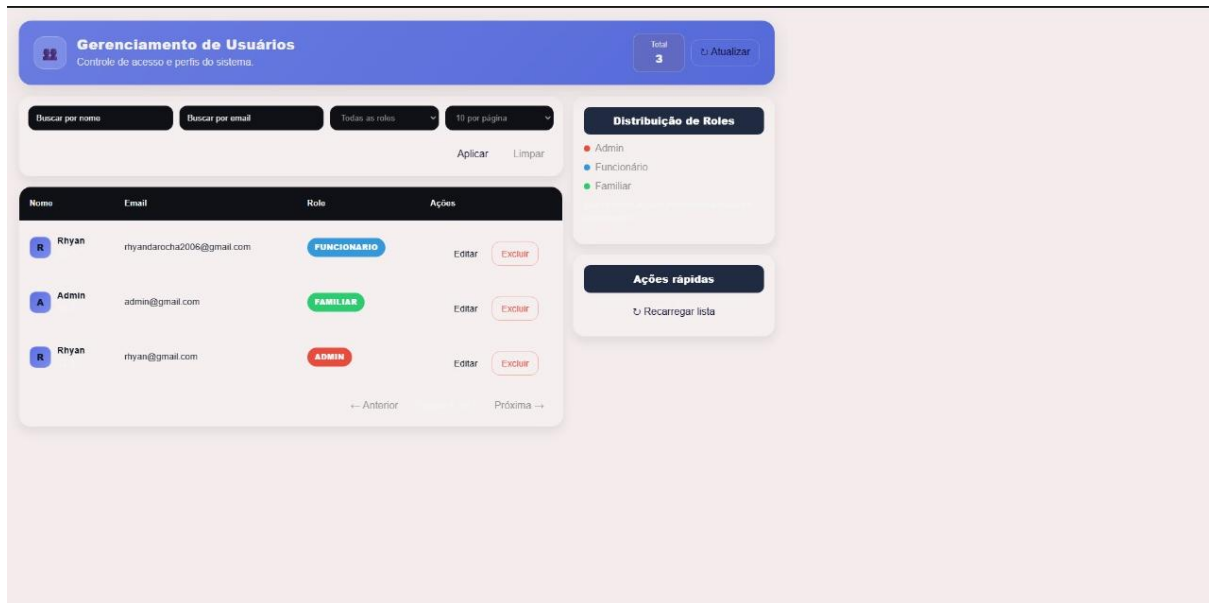 Gerenciamento de Usuários
Controle de acesso e perfis do sistema.
Total
3
↻ Atualizar
Buscar por nome
Buscar por email
Todas as roles
10 por página
Aplicar
Limpar
Nome Email Role Ações
R Rhyan rhyandarocha2006@gmail.com FUNCIONARIO Editar Excluir
A Admin admin@gmail.com FAMILIAR Editar Excluir
R Rhyan rhyan@gmail.com ADMIN Editar Excluir
← Anterior
Próxima →
Distribuição de Roles
Admin
Funcionário
Familiar
Ações rápidas
↻ Recarregar lista